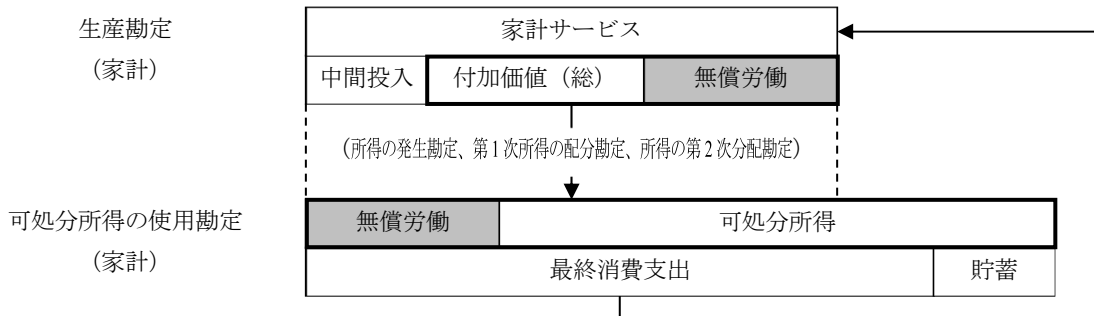 生産勘定
（家計）
家計サービス
中間投入
付加価値（総）
無償労働
（所得の発生勘定、第１次所得の配分勘定、所得の第２次分配勘定）
可処分所得の使用勘定
（家計）
無償労働
可処分所得
最終消費支出
貯蓄